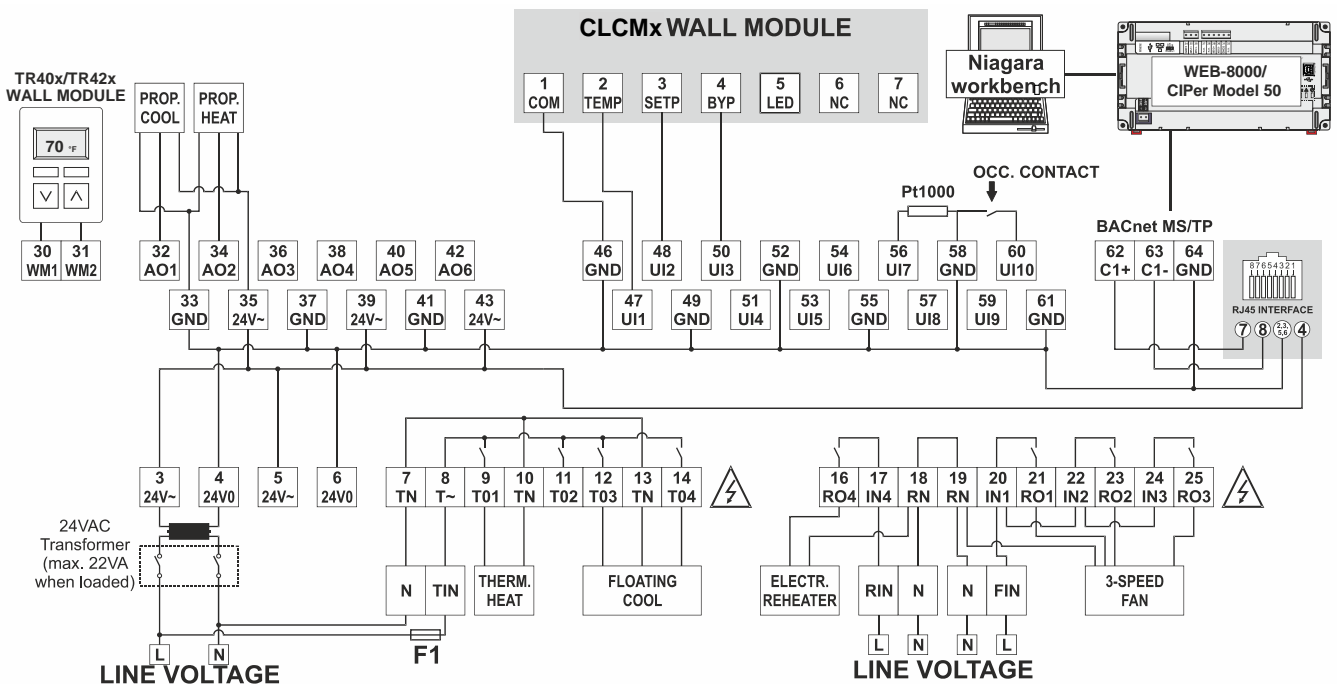 CLCMx WALL MODULE
1 COM
2 TEMP
3 SETP
4 BYP
5 LED
6 NC
7 NC
Niagara
workbench
WEB-8000/
CIPer Model 50
TR40x/TR42x
WALL MODULE
70 °F
PROP.
COOL
PROP.
HEAT
OCC. CONTACT
Pt1000
BACnet MS/TP
30 WM1
31 WM2
32 AO1
34 AO2
36 AO3
38 AO4
40 AO5
42 AO6
46 GND
48 UI2
50 UI3
52 GND
54 UI6
56 UI7
58 GND
60 UI10
62 C1+
63 C1-
64 GND
87654321
RJ45 INTERFACE
7 8 2,3, 5,6 4
33 GND
35 24V~
37 GND
39 24V~
41 GND
43 24V~
47 UI1
49 GND
51 UI4
53 UI5
55 GND
57 UI8
59 UI9
61 GND
3 24V~
4 24V0
5 24V~
6 24V0
7 TN
8 T~
9 T01
10 TN
11 T02
12 T03
13 TN
14 T04
16 RO4
17 IN4
18 RN
19 RN
20 IN1
21 RO1
22 IN2
23 RO2
24 IN3
25 RO3
24VAC
Transformer
(max. 22VA
when loaded)
N
TIN
THERM.
HEAT
FLOATING
COOL
ELECTR.
REHEATER
RIN
N
N
FIN
3-SPEED
FAN
F1
L
N
LINE VOLTAGE
L
N
N
L
LINE VOLTAGE